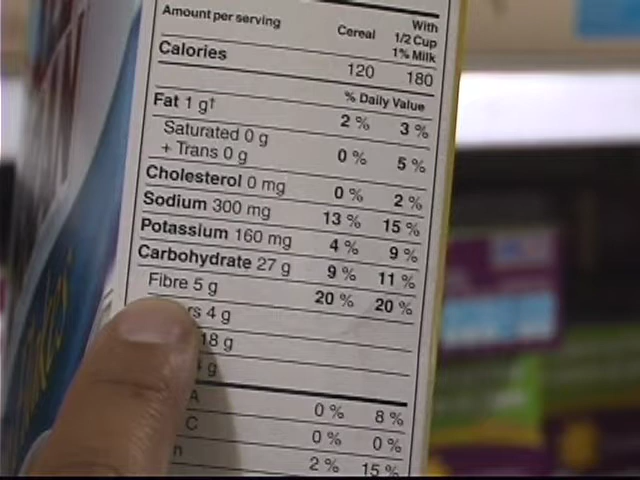 Amount per serving Cereal With 1/2 Cup 1% Milk
Calories 120 180
% Daily Value
Fat 1 g† 2 % 3 %
Saturated 0 g
+ Trans 0 g 0 % 5 %
Cholesterol 0 mg 0 % 2 %
Sodium 300 mg 13 % 15 %
Potassium 160 mg 4 % 9 %
Carbohydrate 27 g 9 % 11 %
Fibre 5 g 20 % 20 %
rs 4 g
18 g
g
A 0 % 8 %
C 0 % 0 %
n 2 % 15 %